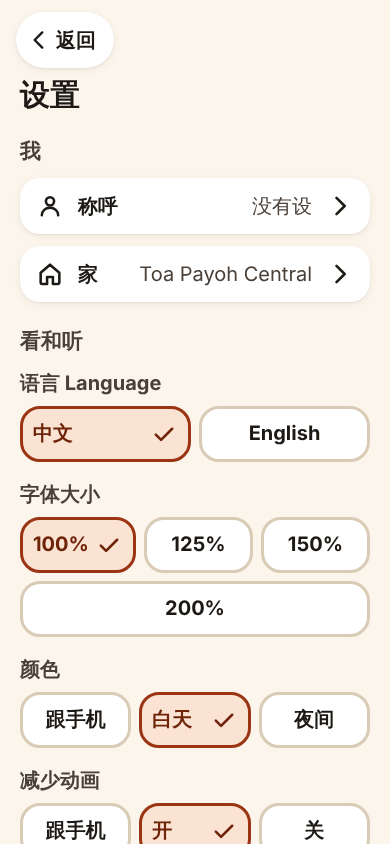 返回
设置
我
称呼 没有设
家 Toa Payoh Central
看和听
语言 Language
中文 English
字体大小
100% 125% 150%
200%
颜色
跟手机 白天 夜间
减少动画
跟手机 开 关